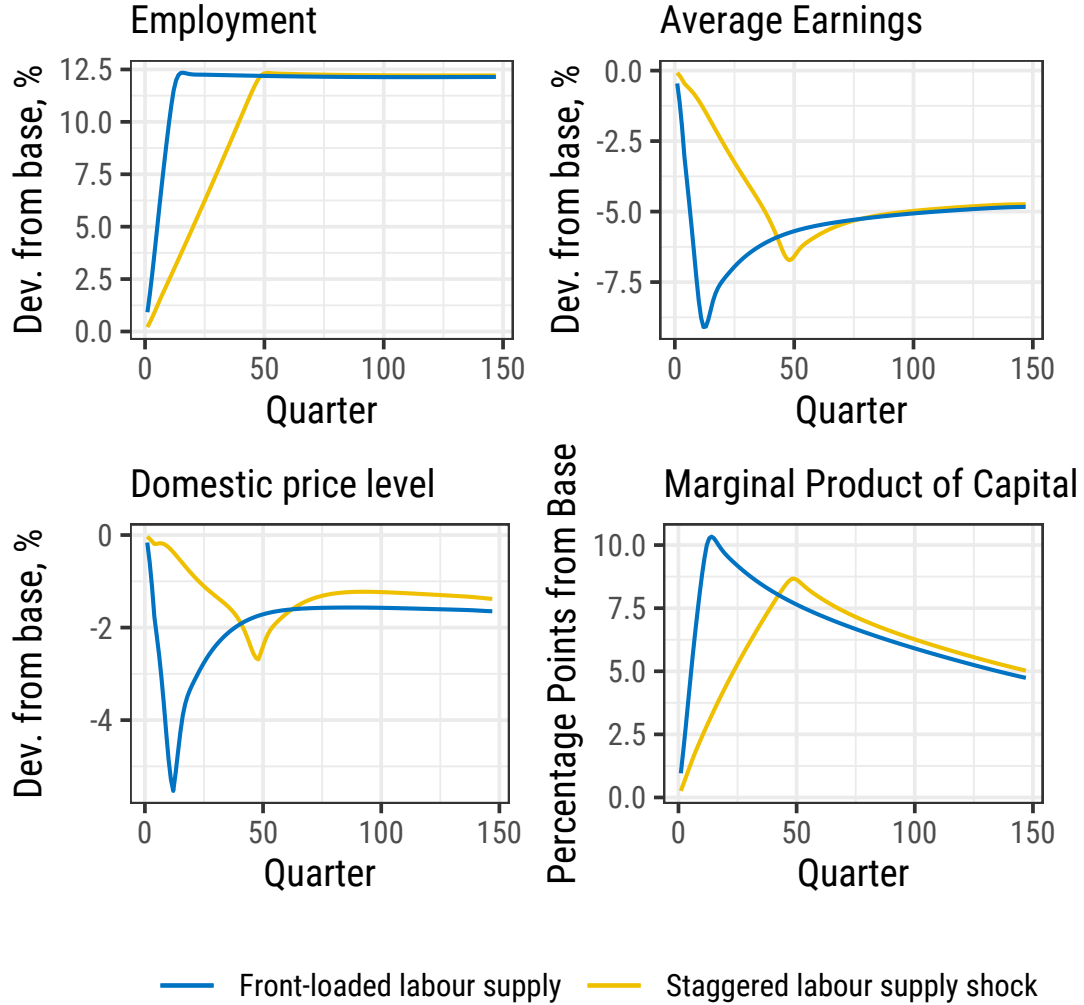 Employment
Dev. from base, %
12.5
10.0
7.5
5.0
2.5
0.0
0 50 100 150
Quarter
Average Earnings
Dev. from base, %
0.0
-2.5
-5.0
-7.5
0 50 100 150
Quarter
Domestic price level
Dev. from base, %
0
-2
-4
0 50 100 150
Quarter
Marginal Product of Capital
Percentage Points from Base
10.0
7.5
5.0
2.5
0.0
0 50 100 150
Quarter
Front-loaded labour supply Staggered labour supply shock